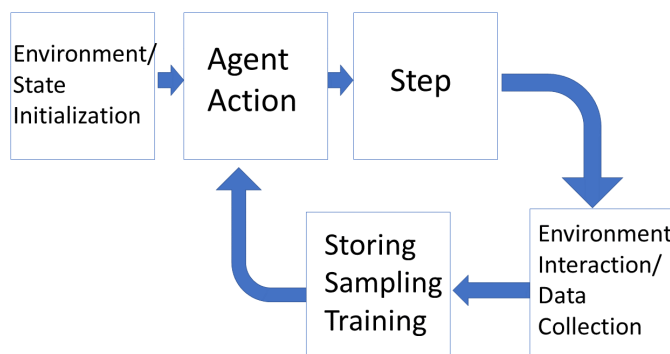 Environment/
State
Initialization
Agent
Action
Step
Environment
Interaction/
Data
Collection
Storing
Sampling
Training